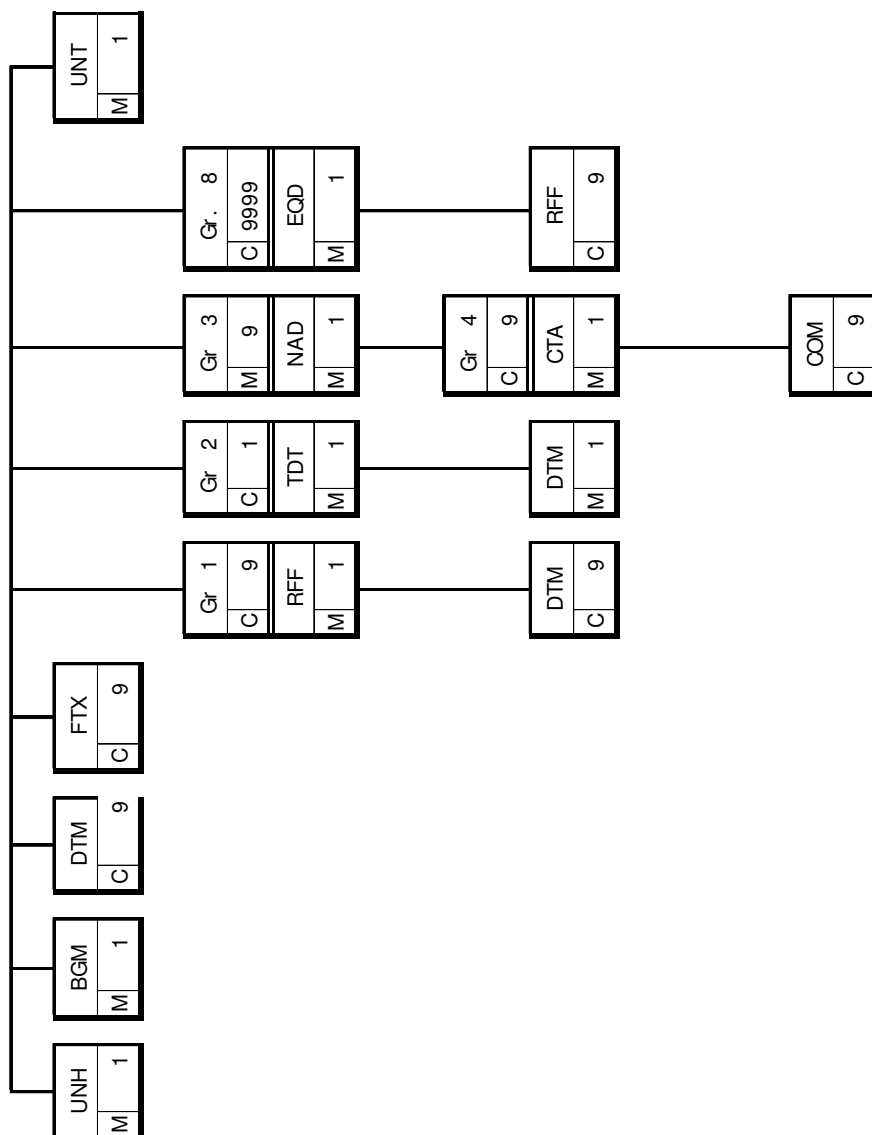 UNH
M 1
BGM
M 1
DTM
C 9
FTX
C 9
Gr 1
C 9
RFF
M 1
DTM
C 9
Gr 2
C 1
TDT
M 1
DTM
M 1
Gr 3
M 9
NAD
M 1
Gr 4
C 9
CTA
M 1
COM
C 9
Gr. 8
C 9999
EQD
M 1
RFF
C 9
UNT
M 1